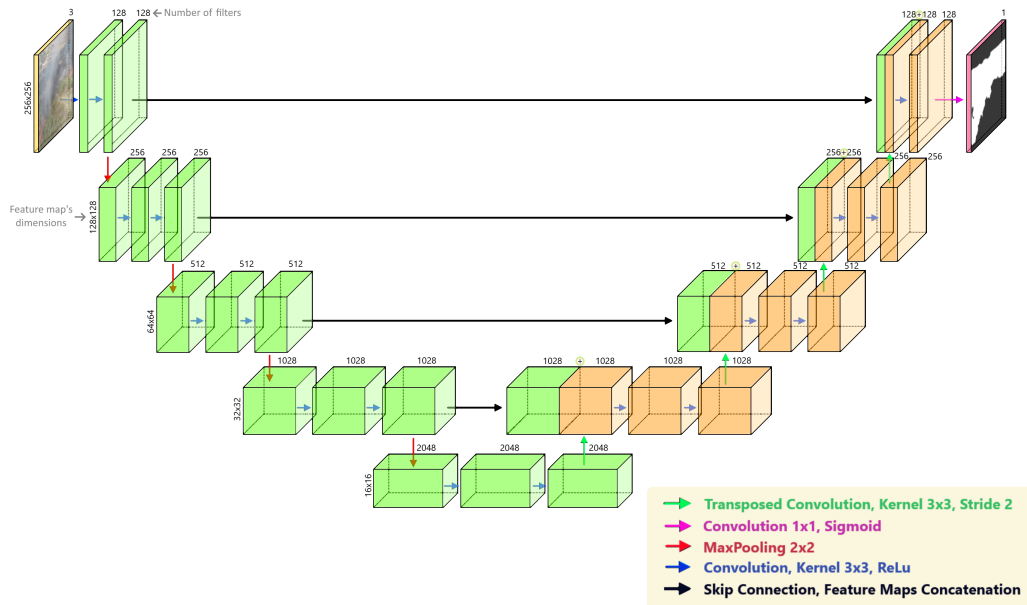 3
128
128
Number of filters
128
+
128
128
1
256x256
256
256
256
256
+
256
256
256
Feature map's
dimensions
128x128
512
512
512
512
+
512
512
512
64x64
1028
1028
1028
1028
+
1028
1028
1028
32x32
2048
2048
2048
16x16
Transposed Convolution, Kernel 3x3, Stride 2
Convolution 1x1, Sigmoid
MaxPooling 2x2
Convolution, Kernel 3x3, ReLu
Skip Connection, Feature Maps Concatenation